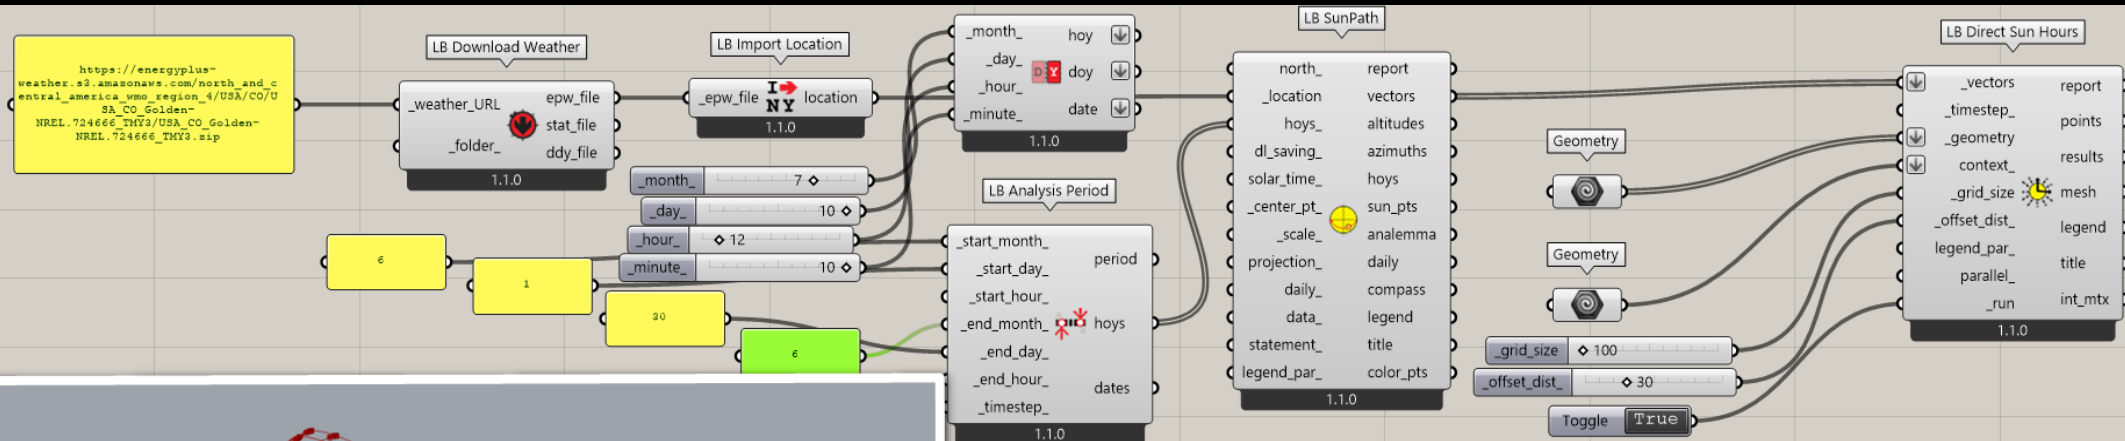 https://energyplus-
weather.s3.amazonaws.com/north_and_c
entral_america_wmo_region_4/USA/CO/U
SA_CO_Golden-
NREL.724666_TMY3/USA_CO_Golden-
NREL.724666_TMY3.zip
LB Download Weather
_weather_URL
_folder_
epw_file
stat_file
ddy_file
1.1.0
LB Import Location
_epw_file
I
NY
location
1.1.0
_month_
_day_
_hour_
_minute_
D
Y
hoy
doy
date
1.1.0
_month_ 7
_day_ 10
_hour_ 12
_minute_ 10
6
1
30
6
LB Analysis Period
_start_month_
_start_day_
_start_hour_
_end_month_
_end_day_
_end_hour_
_timestep_
period
hoys
dates
1.1.0
LB SunPath
north_
_location
hoys_
dl_saving_
solar_time_
_center_pt_
_scale_
projection_
daily_
data_
statement_
legend_par_
report
vectors
altitudes
azimuths
hoys
sun_pts
analemma
daily
compass
legend
title
color_pts
1.1.0
Geometry
Geometry
_grid_size 100
_offset_dist_ 30
Toggle True
LB Direct Sun Hours
_vectors
_timestep_
_geometry
context_
_grid_size
_offset_dist_
legend_par_
parallel_
_run
report
points
results
mesh
legend
title
int_mtx
1.1.0